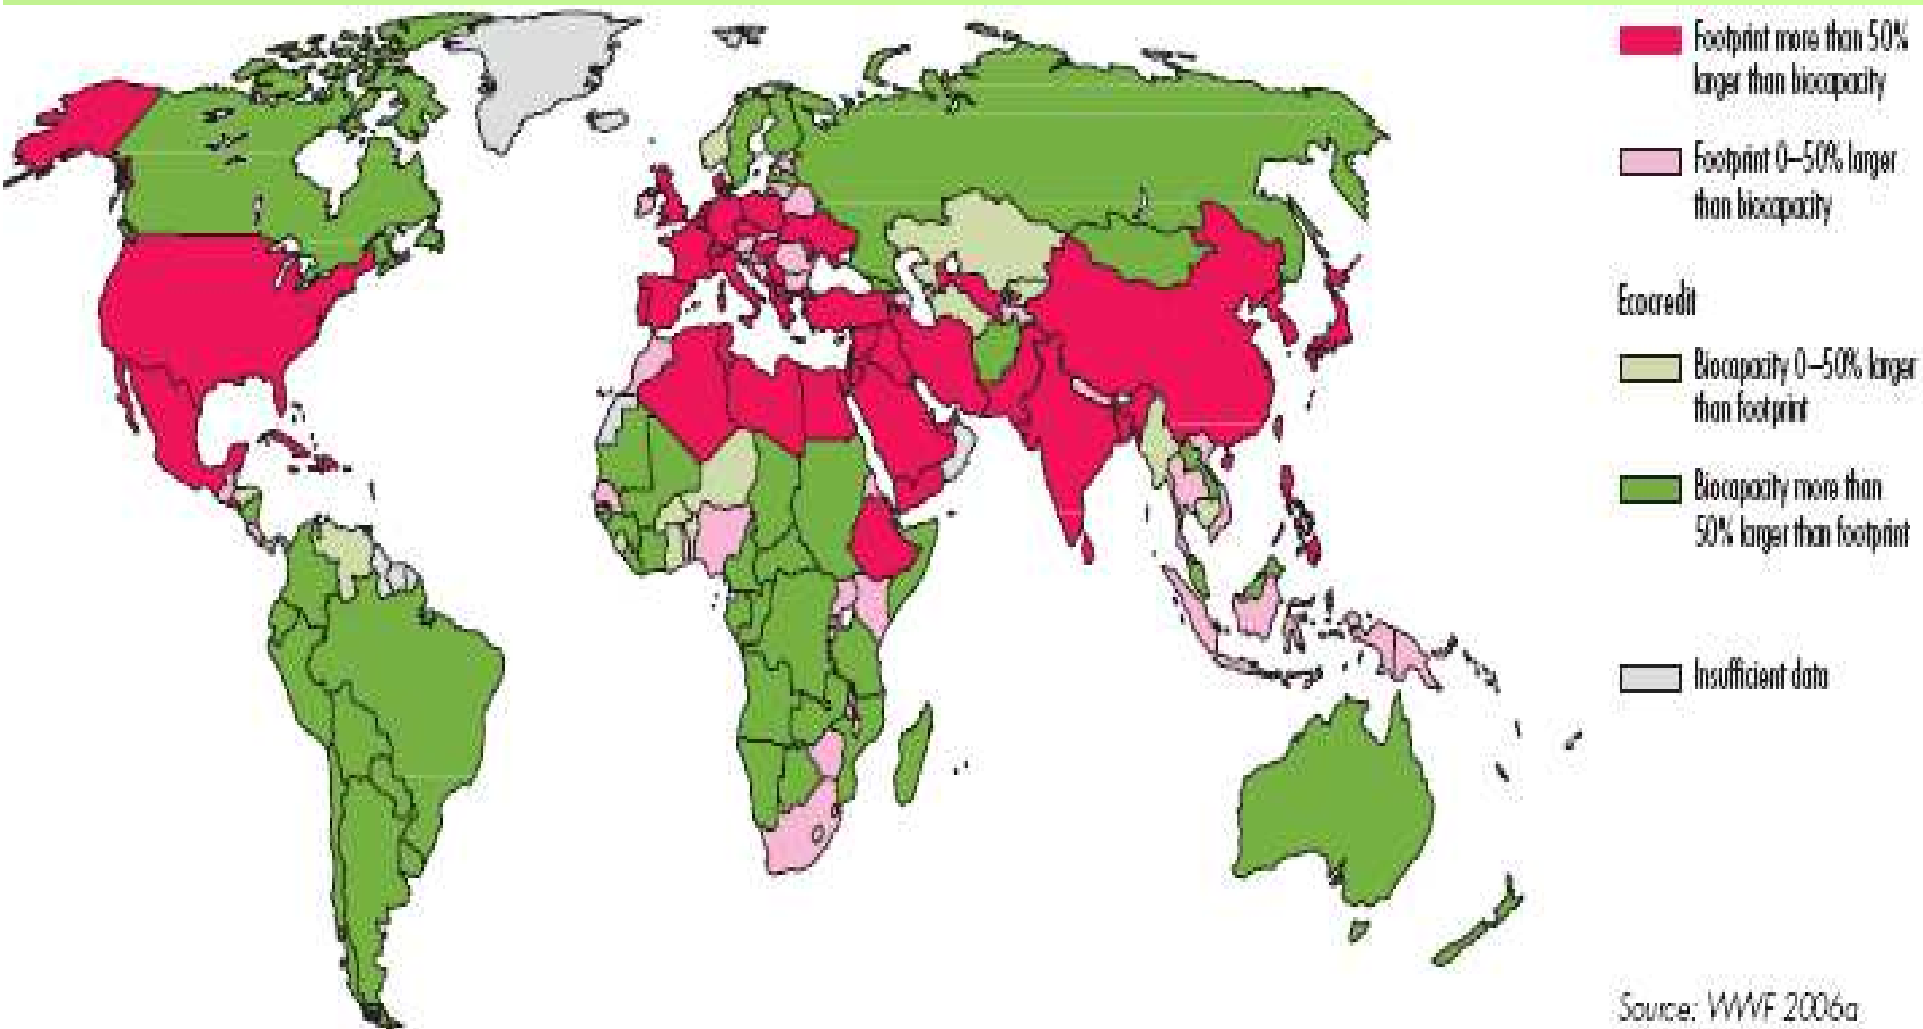 Footprint more than 50%
larger than biocapacity
Footprint 0–50% larger
than biocapacity
Ecocredit
Biocapacity 0–50% larger
than footprint
Biocapacity more than
50% larger than footprint
Insufficient data
Source: WWF 2006a